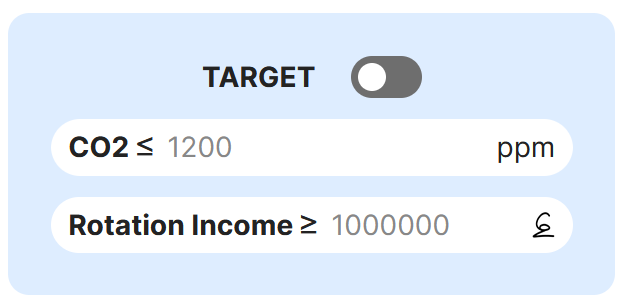 TARGET
CO2 ≤ 1200 ppm
Rotation Income ≥ 1000000